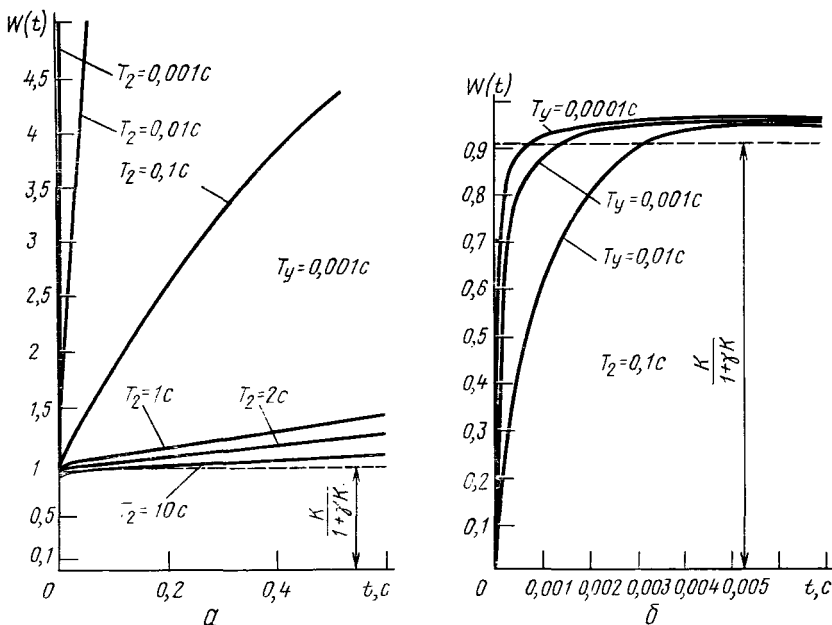 W(t)
4,5
4
3,5
3
2,5
2
1,5
1
0,5
0,1
0
0,2
0,4
t,c
T₂=0,001c
T₂=0,01c
T₂=0,1c
Tу=0,001c
T₂=1c
T₂=2c
T₂=10c
K
1+γK
а
W(t)
0,9
0,8
0,7
0,6
0,5
0,4
0,3
0,2
0,1
0
0,001
0,002
0,003
0,004
0,005
t,c
Tу=0,0001c
Tу=0,001c
Tу=0,01c
T₂=0,1c
K
1+γK
б